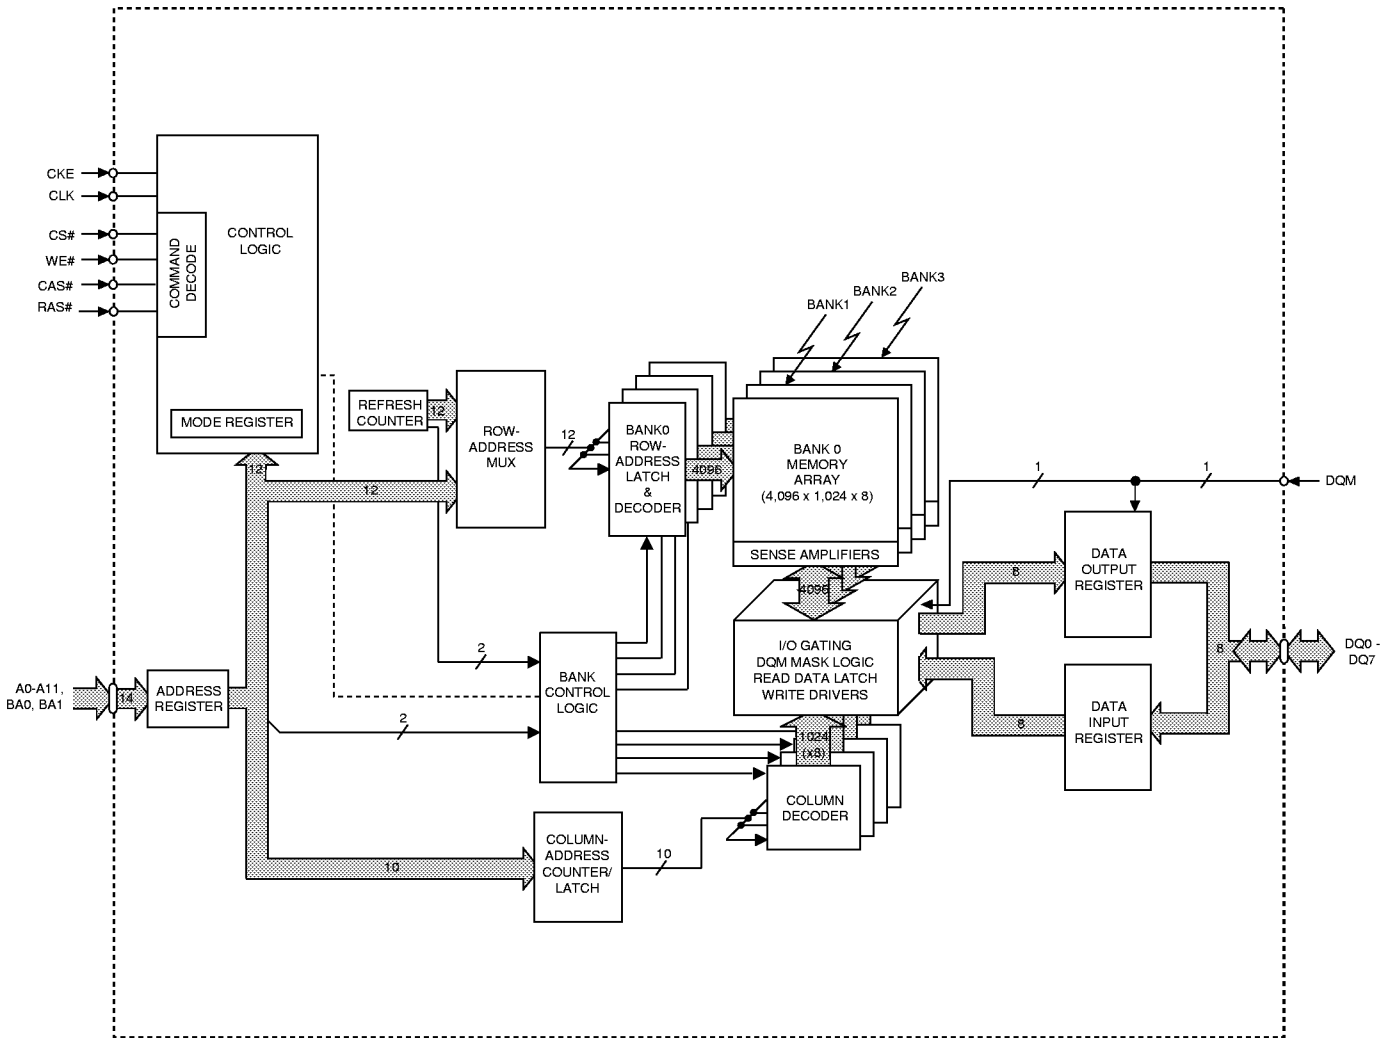 CKE
CLK
CS#
WE#
CAS#
RAS#
COMMAND
DECODE
CONTROL
LOGIC
MODE REGISTER
12
REFRESH
COUNTER
12
12
ROW-
ADDRESS
MUX
12
BANK0
ROW-
ADDRESS
LATCH
&
DECODER
4096
BANK1
BANK2
BANK3
BANK 0
MEMORY
ARRAY
(4,096 x 1,024 x 8)
SENSE AMPLIFIERS
4096
I/O GATING
DQM MASK LOGIC
READ DATA LATCH
WRITE DRIVERS
1
1
DQM
8
DATA
OUTPUT
REGISTER
8
DQ0 -
DQ7
8
DATA
INPUT
REGISTER
A0-A11,
BA0, BA1
14
ADDRESS
REGISTER
2
2
BANK
CONTROL
LOGIC
1024
(x8)
COLUMN
DECODER
10
COLUMN-
ADDRESS
COUNTER/
LATCH
10